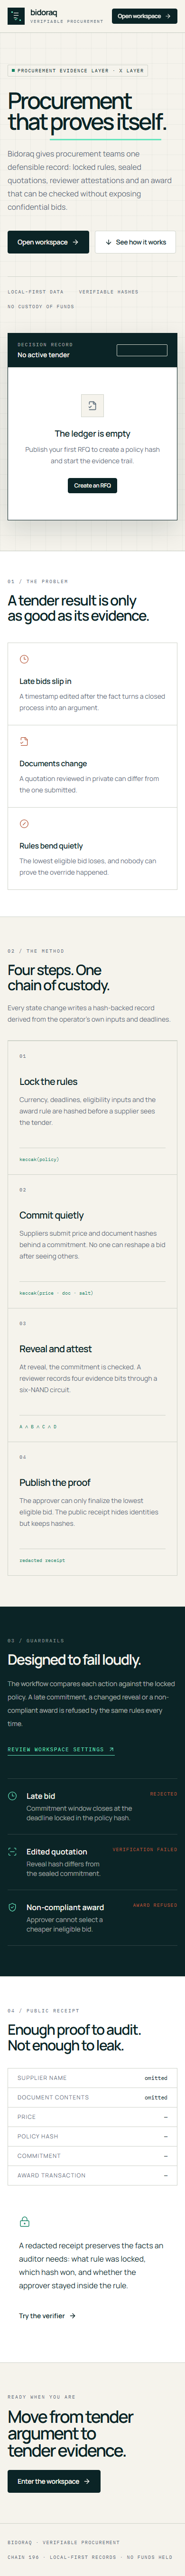 bidoraq
VERIFIABLE PROCUREMENT
Open workspace →
PROCUREMENT EVIDENCE LAYER · X LAYER
Procurement
that proves itself.
Bidoraq gives procurement teams one
defensible record: locked rules, sealed
quotations, reviewer attestations and an award
that can be checked without exposing
confidential bids.
Open workspace →
↓ See how it works
LOCAL-FIRST DATA
VERIFIABLE HASHES
NO CUSTODY OF FUNDS
DECISION RECORD
No active tender
The ledger is empty
Publish your first RFQ to create a policy hash
and start the evidence trail.
Create an RFQ
01 / THE PROBLEM
A tender result is only
as good as its evidence.
Late bids slip in
A timestamp edited after the fact turns a closed
process into an argument.
Documents change
A quotation reviewed in private can differ from
the one submitted.
Rules bend quietly
The lowest eligible bid loses, and nobody can
prove the override happened.
02 / THE METHOD
Four steps. One
chain of custody.
Every state change writes a hash-backed record
derived from the operator's own inputs and deadlines.
01
Lock the rules
Currency, deadlines, eligibility inputs and the
award rule are hashed before a supplier sees
the tender.
keccak(policy)
02
Commit quietly
Suppliers submit price and document hashes
behind a commitment. No one can reshape a bid
after seeing others.
keccak(price · doc · salt)
03
Reveal and attest
At reveal, the commitment is checked. A
reviewer records four evidence bits through a
six-NAND circuit.
A ∧ B ∧ C ∧ D
04
Publish the proof
The approver can only finalize the lowest
eligible bid. The public receipt hides identities
but keeps hashes.
redacted receipt
03 / GUARDRAILS
Designed to fail loudly.
The workflow compares each action against the locked
policy. A late commitment, a changed reveal or a non-
compliant award is refused by the same rules every
time.
REVIEW WORKSPACE SETTINGS ↗
Late bid
REJECTED
Commitment window closes at the
deadline locked in the policy hash.
Edited quotation
VERIFICATION FAILED
Reveal hash differs from
the sealed commitment.
Non-compliant award
AWARD REFUSED
Approver cannot select a
cheaper ineligible bid.
04 / PUBLIC RECEIPT
Enough proof to audit.
Not enough to leak.
SUPPLIER NAME omitted
DOCUMENT CONTENTS omitted
PRICE —
POLICY HASH —
COMMITMENT —
AWARD TRANSACTION —
A redacted receipt preserves the facts an
auditor needs: what rule was locked,
which hash won, and whether the
approver stayed inside the rule.
Try the verifier →
READY WHEN YOU ARE
Move from tender
argument to
tender evidence.
Enter the workspace →
BIDORAQ · VERIFIABLE PROCUREMENT
CHAIN 196 · LOCAL-FIRST RECORDS · NO FUNDS HELD